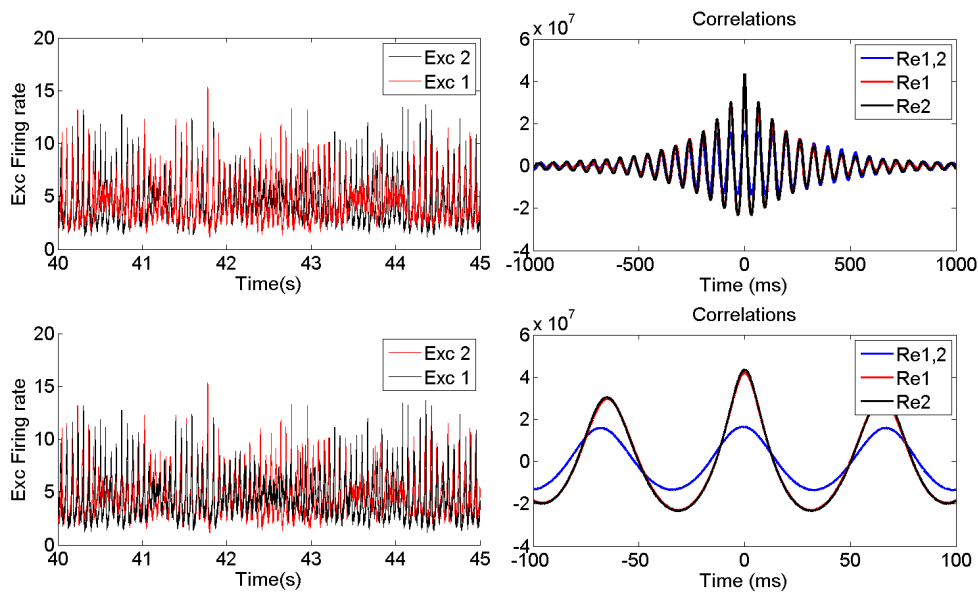 20
15
10
5
0
Exc Firing rate
Exc 2
Exc 1
40 41 42 43 44 45
Time(s)
Correlations
x 10^7
6
4
2
0
-2
-4
Re1,2
Re1
Re2
-1000 -500 0 500 1000
Time (ms)
20
15
10
5
0
Exc Firing rate
Exc 2
Exc 1
40 41 42 43 44 45
Time(s)
Correlations
x 10^7
6
4
2
0
-2
-4
Re1,2
Re1
Re2
-100 -50 0 50 100
Time (ms)